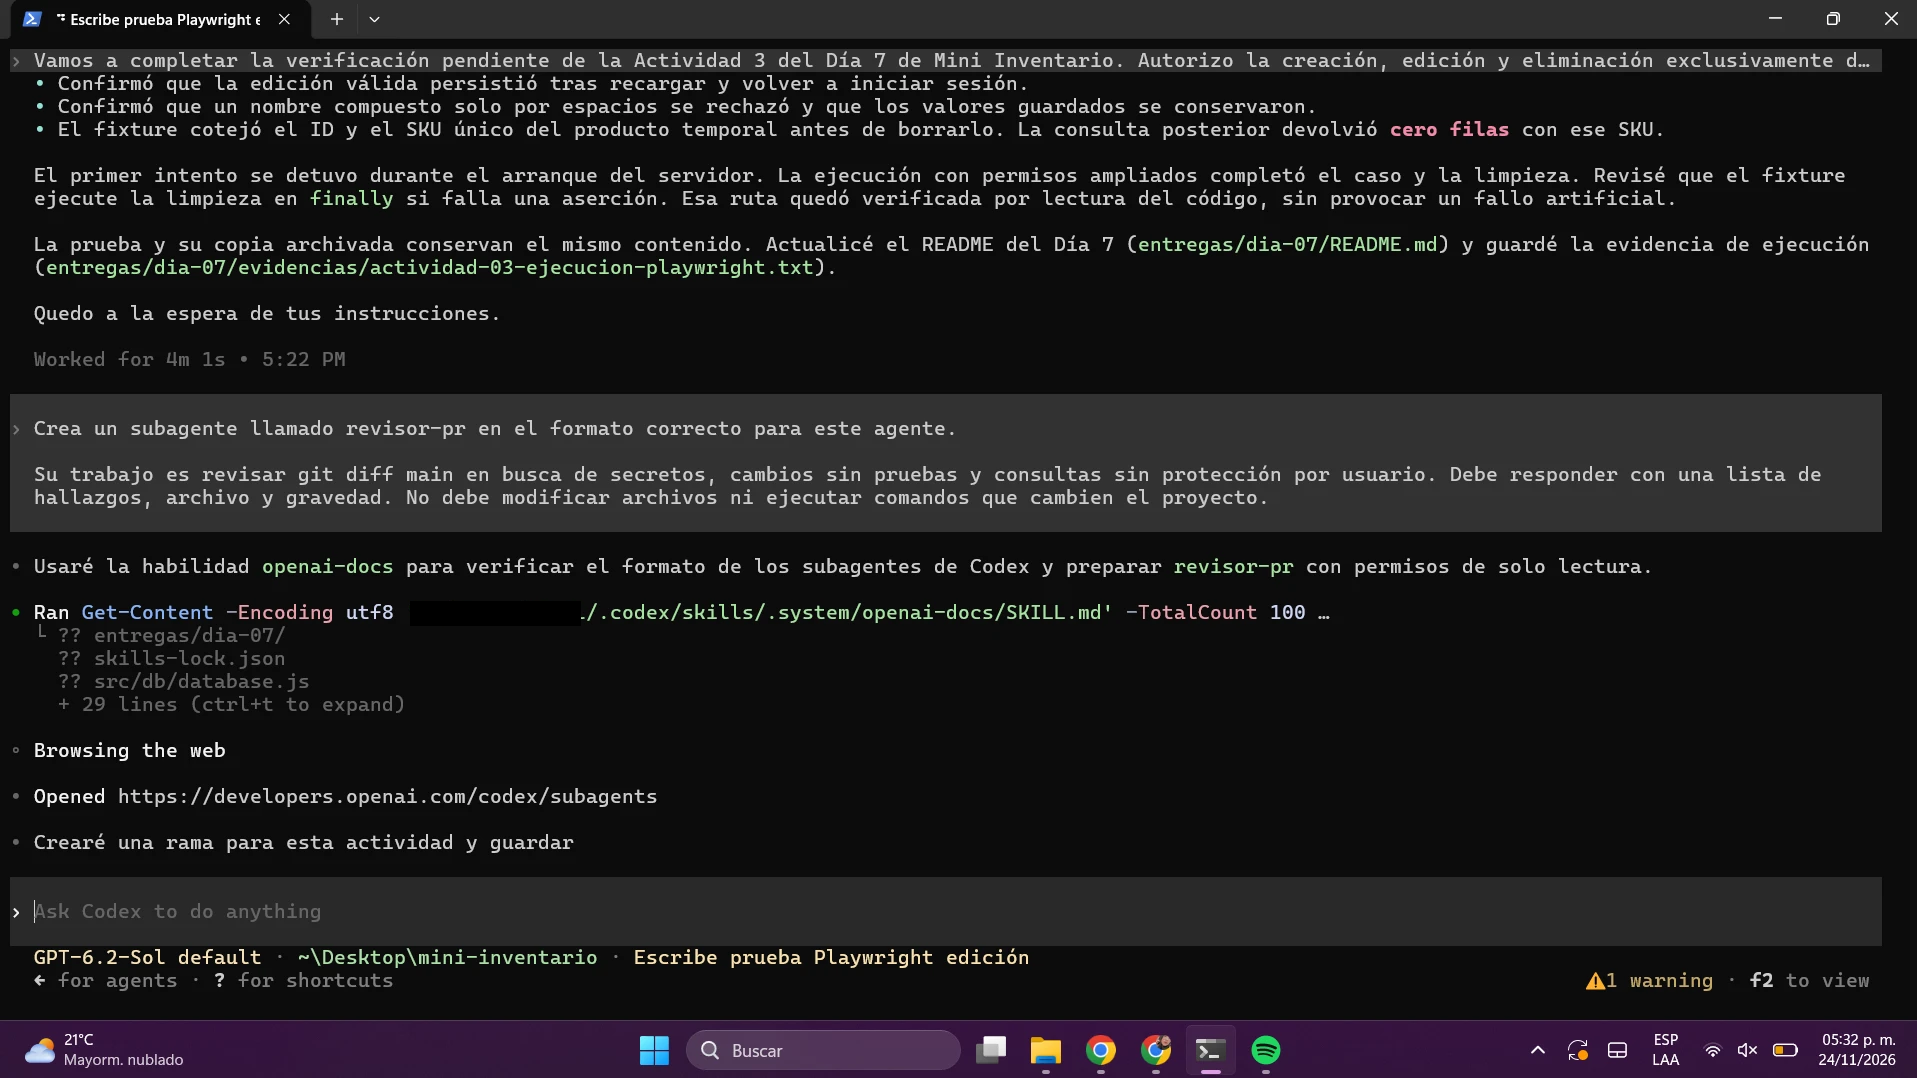 Escribe prueba Playwright e
› Vamos a completar la verificación pendiente de la Actividad 3 del Día 7 de Mini Inventario. Autorizo la creación, edición y eliminación exclusivamente d…
• Confirmó que la edición válida persistió tras recargar y volver a iniciar sesión.
• Confirmó que un nombre compuesto solo por espacios se rechazó y que los valores guardados se conservaron.
• El fixture cotejó el ID y el SKU único del producto temporal antes de borrarlo. La consulta posterior devolvió cero filas con ese SKU.
El primer intento se detuvo durante el arranque del servidor. La ejecución con permisos ampliados completó el caso y la limpieza. Revisé que el fixture
ejecute la limpieza en finally si falla una aserción. Esa ruta quedó verificada por lectura del código, sin provocar un fallo artificial.
La prueba y su copia archivada conservan el mismo contenido. Actualicé el README del Día 7 (entregas/dia-07/README.md) y guardé la evidencia de ejecución
(entregas/dia-07/evidencias/actividad-03-ejecucion-playwright.txt).
Quedo a la espera de tus instrucciones.
Worked for 4m 1s • 5:22 PM
› Crea un subagente llamado revisor-pr en el formato correcto para este agente.
Su trabajo es revisar git diff main en busca de secretos, cambios sin pruebas y consultas sin protección por usuario. Debe responder con una lista de
hallazgos, archivo y gravedad. No debe modificar archivos ni ejecutar comandos que cambien el proyecto.
• Usaré la habilidad openai-docs para verificar el formato de los subagentes de Codex y preparar revisor-pr con permisos de solo lectura.
• Ran Get-Content -Encoding utf8 /.codex/skills/.system/openai-docs/SKILL.md' -TotalCount 100 …
└ ?? entregas/dia-07/
?? skills-lock.json
?? src/db/database.js
+ 29 lines (ctrl+t to expand)
◦ Browsing the web
• Opened https://developers.openai.com/codex/subagents
• Crearé una rama para esta actividad y guardar
› Ask Codex to do anything
GPT-6.2-Sol default · ~\Desktop\mini-inventario · Escribe prueba Playwright edición
← for agents · ? for shortcuts
⚠1 warning · f2 to view
21°C
Mayorm. nublado
Buscar
ESP
LAA
05:32 p. m.
24/11/2026